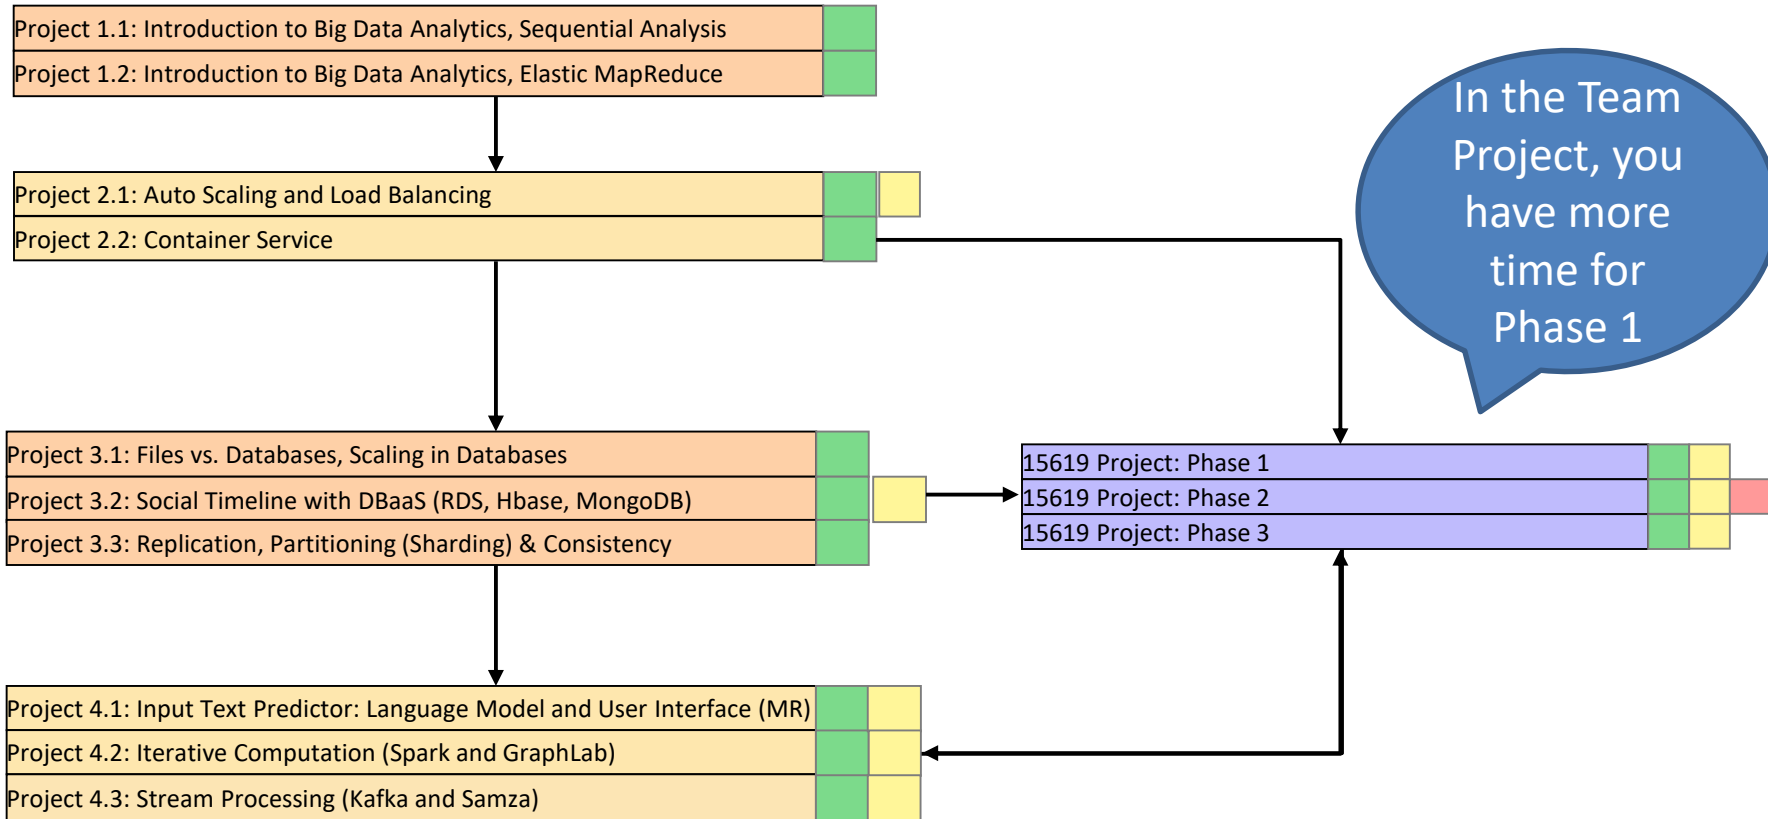 Project 1.1: Introduction to Big Data Analytics, Sequential Analysis
Project 1.2: Introduction to Big Data Analytics, Elastic MapReduce
In the Team
Project, you
have more
time for
Phase 1
Project 2.1: Auto Scaling and Load Balancing
Project 2.2: Container Service
Project 3.1: Files vs. Databases, Scaling in Databases
Project 3.2: Social Timeline with DBaaS (RDS, Hbase, MongoDB)
Project 3.3: Replication, Partitioning (Sharding) & Consistency
15619 Project: Phase 1
15619 Project: Phase 2
15619 Project: Phase 3
Project 4.1: Input Text Predictor: Language Model and User Interface (MR)
Project 4.2: Iterative Computation (Spark and GraphLab)
Project 4.3: Stream Processing (Kafka and Samza)